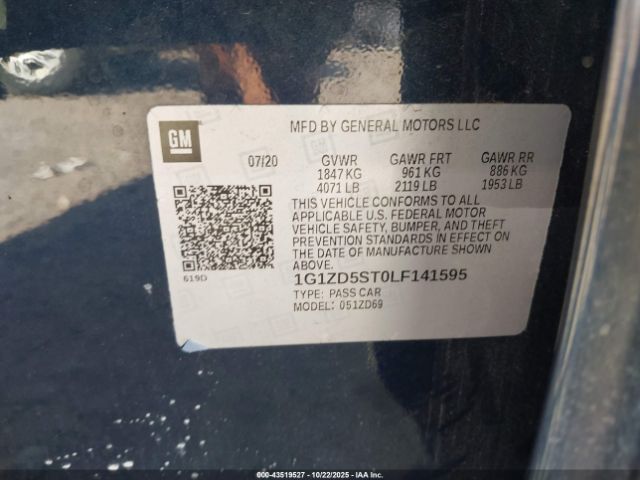 GM
MFD BY GENERAL MOTORS LLC
07/20 GVWR GAWR FRT GAWR RR
1847 KG 961 KG 886 KG
4071 LB 2119 LB 1953 LB
THIS VEHICLE CONFORMS TO ALL
APPLICABLE U.S. FEDERAL MOTOR
VEHICLE SAFETY, BUMPER, AND THEFT
PREVENTION STANDARDS IN EFFECT ON
THE DATE OF MANUFACTURE SHOWN
ABOVE.
619D
1G1ZD5ST0LF141595
TYPE: PASS CAR
MODEL: 051ZD69
000-43519527 | 10/22/2025 | IAA Inc.